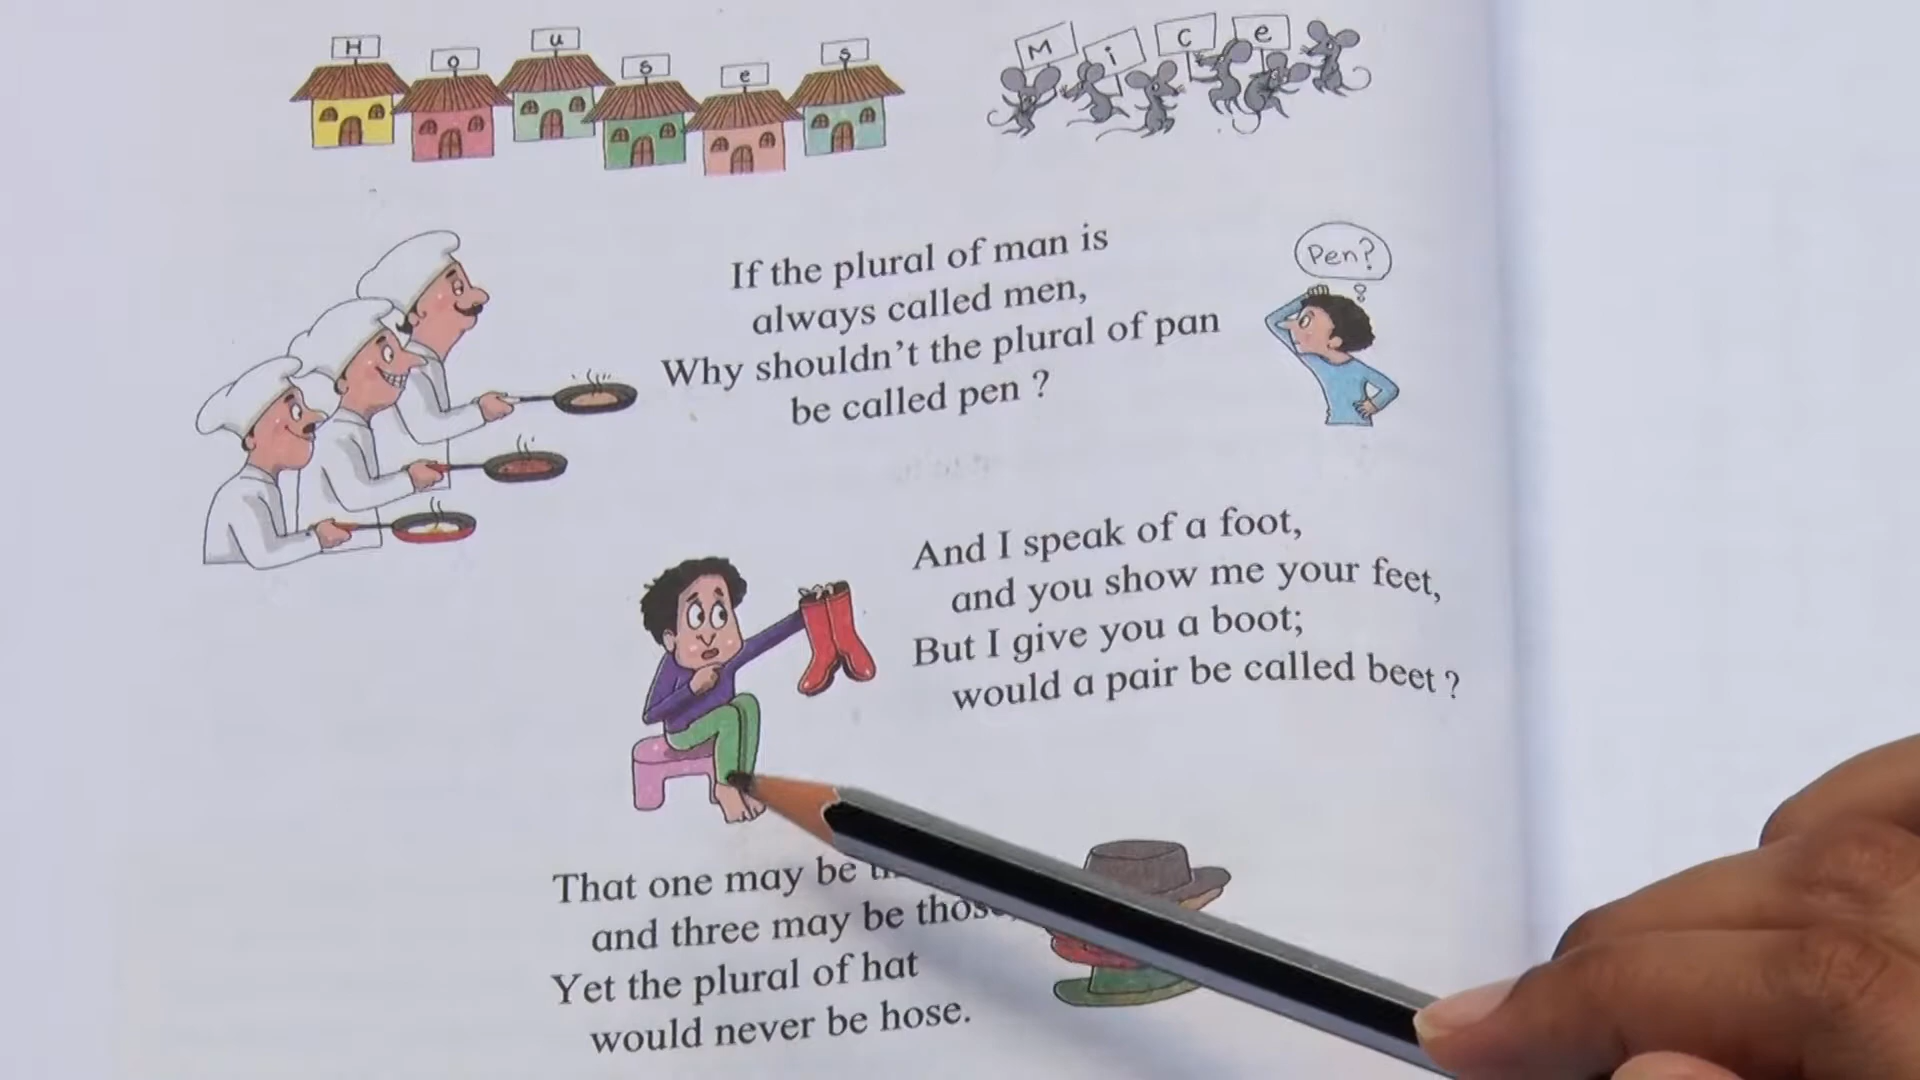 H o u s e s
M i c e
If the plural of man is
always called men,
Why shouldn't the plural of pan
be called pen ?
Pen?
And I speak of a foot,
and you show me your feet,
But I give you a boot;
would a pair be called beet ?
That one may be
and three may be those,
Yet the plural of hat
would never be hose.